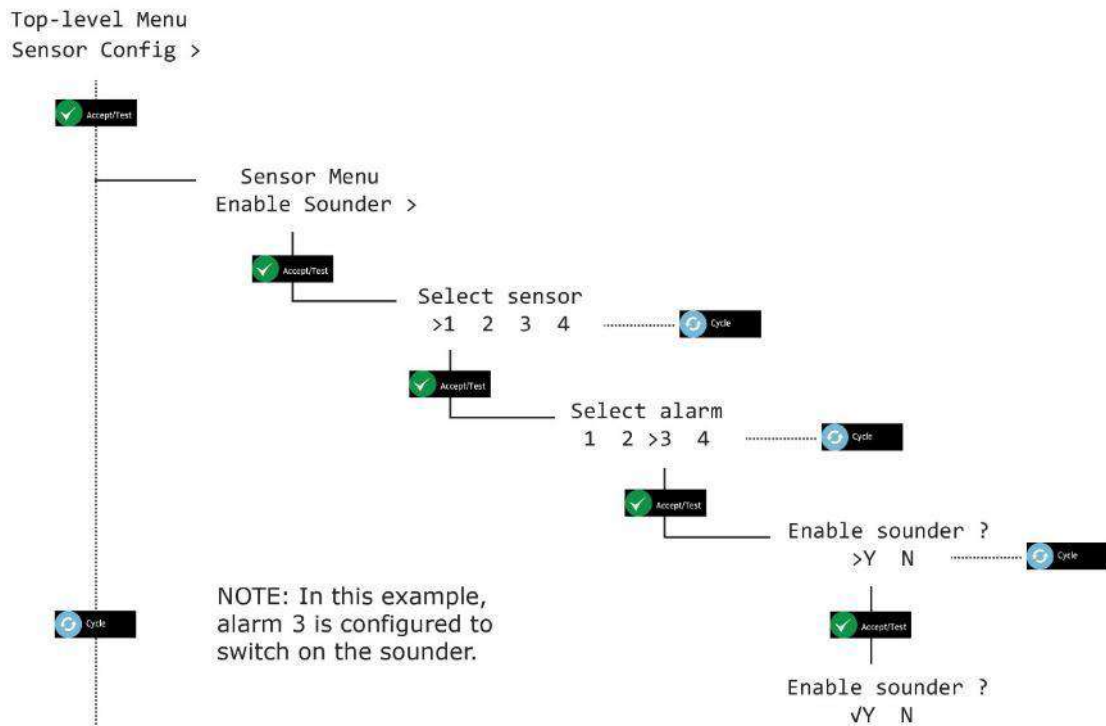 Top-level Menu
Sensor Config >
Accept/Test
Sensor Menu
Enable Sounder >
Accept/Test
Select sensor
>1 2 3 4
Cycle
Accept/Test
Select alarm
1 2 >3 4
Cycle
Accept/Test
Enable sounder ?
>Y N
Cycle
NOTE: In this example,
alarm 3 is configured to
switch on the sounder.
Cycle
Accept/Test
Enable sounder ?
√Y N